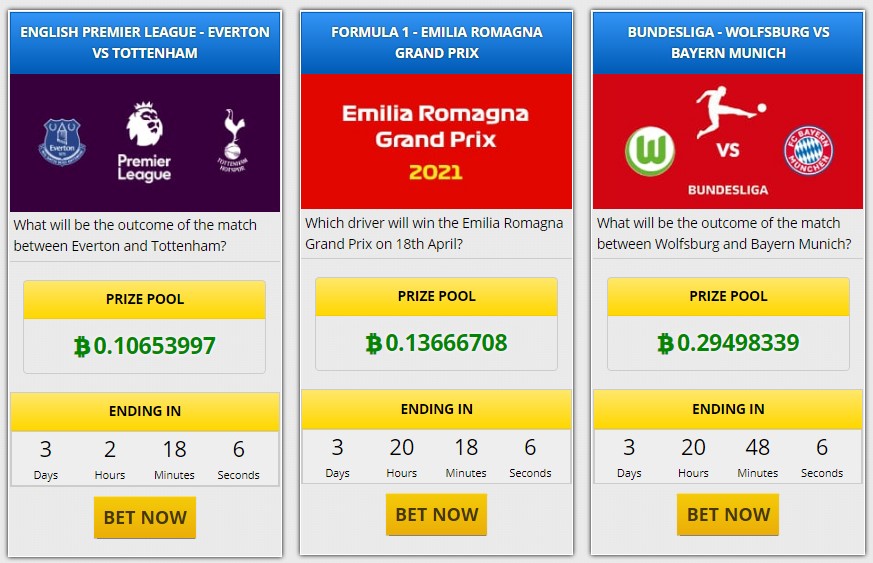 ENGLISH PREMIER LEAGUE - EVERTON
VS TOTTENHAM
Everton
Premier
League
TOTTENHAM
HOTSPUR
What will be the outcome of the match
between Everton and Tottenham?
PRIZE POOL
₿0.10653997
ENDING IN
3 2 18 6
Days Hours Minutes Seconds
BET NOW
FORMULA 1 - EMILIA ROMAGNA
GRAND PRIX
Emilia Romagna
Grand Prix
2021
Which driver will win the Emilia Romagna
Grand Prix on 18th April?
PRIZE POOL
₿0.13666708
ENDING IN
3 20 18 6
Days Hours Minutes Seconds
BET NOW
BUNDESLIGA - WOLFSBURG VS
BAYERN MUNICH
W
VS
FC BAYERN
MÜNCHEN
BUNDESLIGA
What will be the outcome of the match
between Wolfsburg and Bayern Munich?
PRIZE POOL
₿0.29498339
ENDING IN
3 20 48 6
Days Hours Minutes Seconds
BET NOW